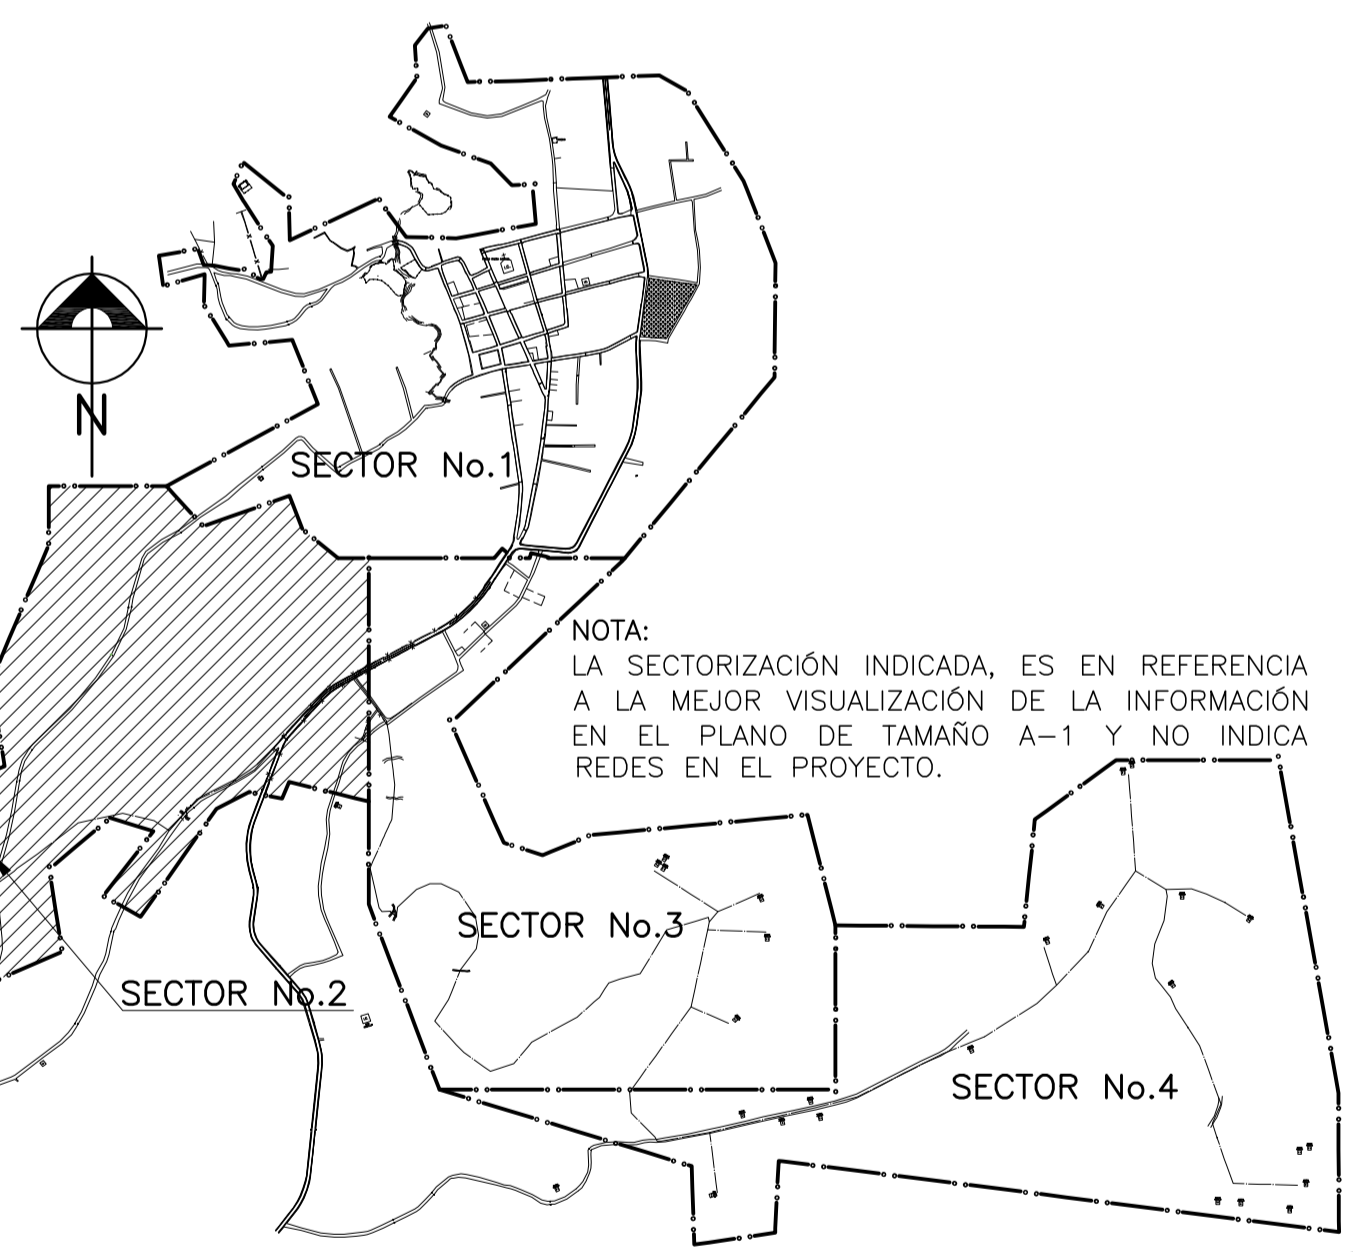 N
SECTOR No.1
NOTA:
LA SECTORIZACIÓN INDICADA, ES EN REFERENCIA
A LA MEJOR VISUALIZACIÓN DE LA INFORMACIÓN
EN EL PLANO DE TAMAÑO A-1 Y NO INDICA
REDES EN EL PROYECTO.
SECTOR No.3
SECTOR No.2
SECTOR No.4